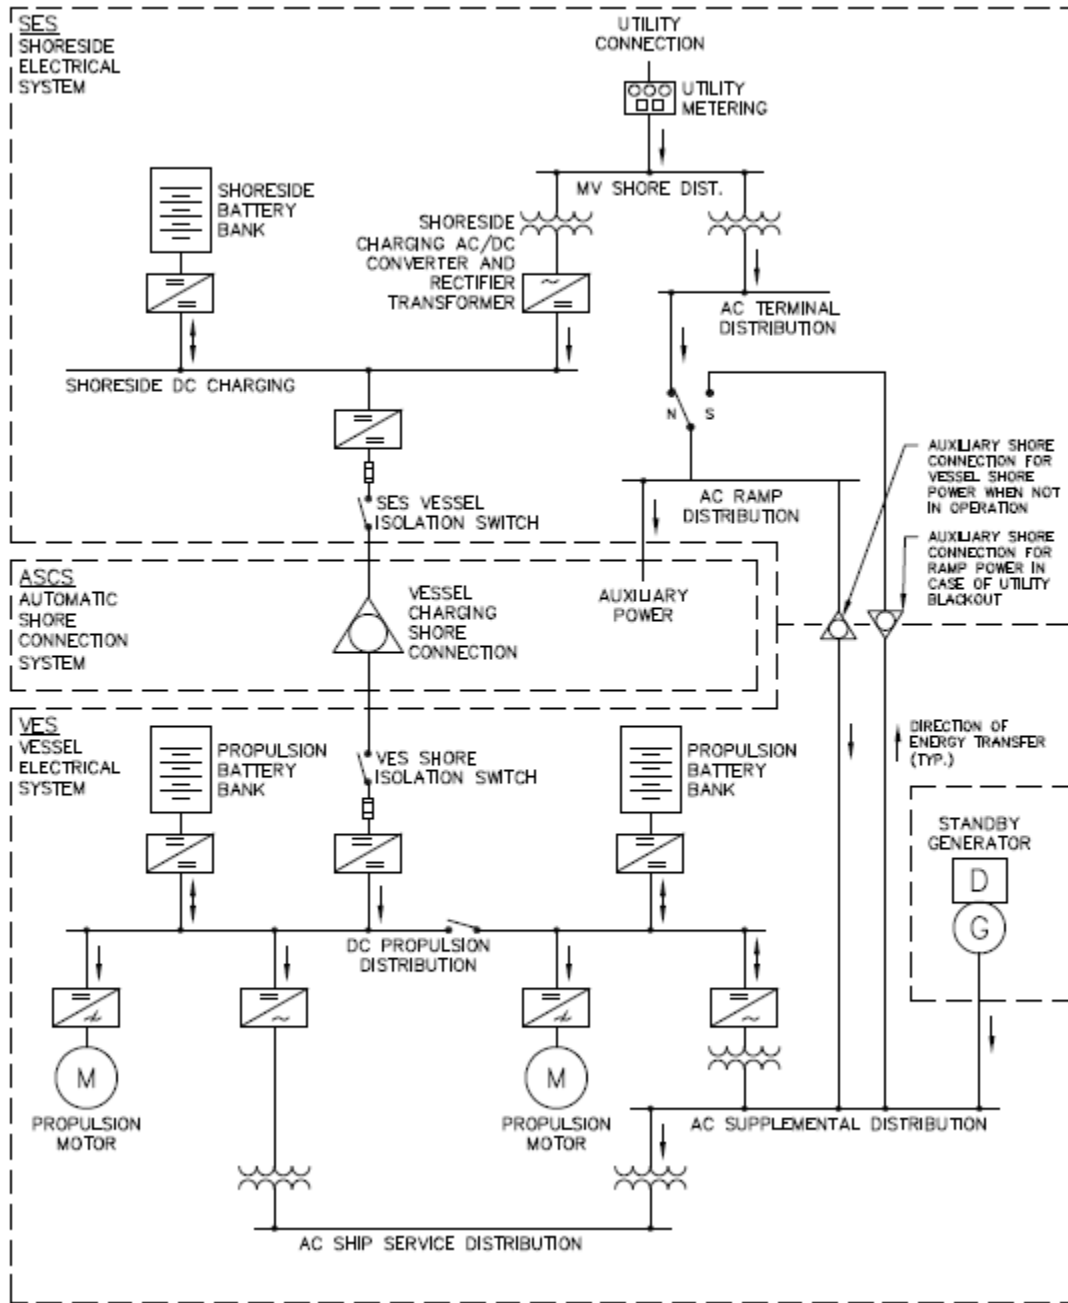 SES
SHORESIDE
ELECTRICAL
SYSTEM
UTILITY
CONNECTION
UTILITY
METERING
MV SHORE DIST.
SHORESIDE
BATTERY
BANK
SHORESIDE
CHARGING AC/DC
CONVERTER AND
RECTIFIER
TRANSFORMER
AC TERMINAL
DISTRIBUTION
SHORESIDE DC CHARGING
N
S
SES VESSEL
ISOLATION SWITCH
AC RAMP
DISTRIBUTION
AUXILIARY SHORE
CONNECTION FOR
VESSEL SHORE
POWER WHEN NOT
IN OPERATION
AUXILIARY SHORE
CONNECTION FOR
RAMP POWER IN
CASE OF UTILITY
BLACKOUT
ASCS
AUTOMATIC
SHORE
CONNECTION
SYSTEM
VESSEL
CHARGING
SHORE
CONNECTION
AUXILIARY
POWER
VES
VESSEL
ELECTRICAL
SYSTEM
PROPULSION
BATTERY
BANK
VES SHORE
ISOLATION SWITCH
PROPULSION
BATTERY
BANK
DIRECTION OF
ENERGY TRANSFER
(TYP.)
STANDBY
GENERATOR
D
G
DC PROPULSION
DISTRIBUTION
M
PROPULSION
MOTOR
M
PROPULSION
MOTOR
AC SUPPLEMENTAL DISTRIBUTION
AC SHIP SERVICE DISTRIBUTION